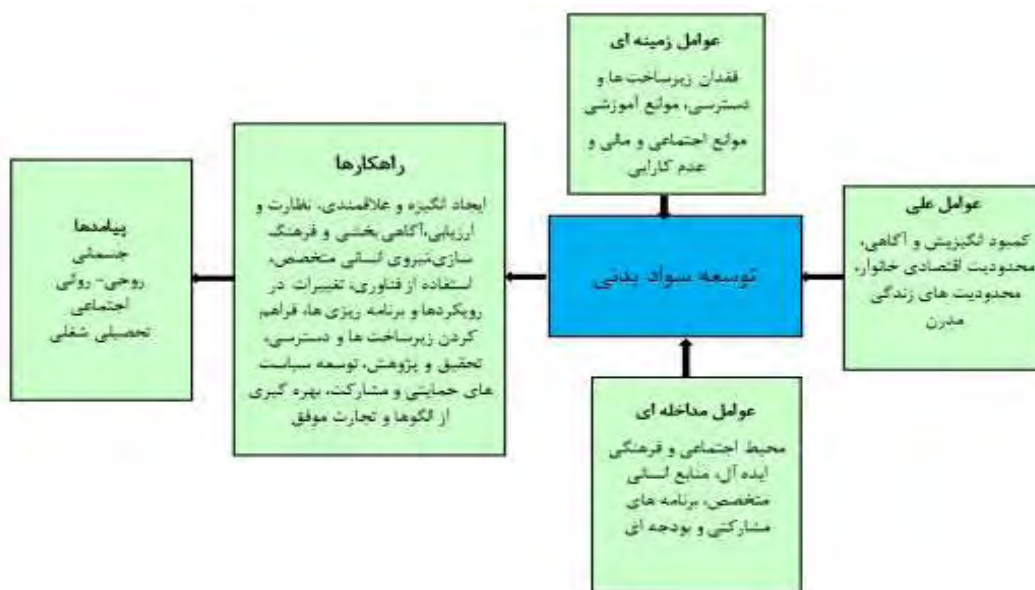 عوامل زمینه ای
فقدان زیرساخت‌ها و
دسترسی، موانع آموزشی
موانع اجتماعی و مالی و
عدم کارایی
عوامل علی
کمبود انگیزش و آگاهی،
محدودیت اقتصادی خانوار،
محدودیت های زندگی
مدرن
توسعه سواد بدنی
عوامل مداخله ای
محیط اجتماعی و فرهنگی
ایده آل، منابع انسانی
متخصص، برنامه های
مشارکتی و بودجه ای
راهکارها
ایجاد انگیزه و علاقمندی، نظارت و
ارزیابی،آگاهی بخشی و فرهنگ
سازی،نیروی انسانی متخصص،
استفاده از فناوری، تغییرات در
رویکردها و برنامه ریزی ها، فراهم
کردن زیرساخت ها و دسترسی،
تحقیق و پژوهش، توسعه سیاست
های حمایتی و مشارکت، بهره گیری
از الگوها و تجارت موفق
پیامدها
جسمانی
روحی- روانی
اجتماعی
تحصیلی شغلی